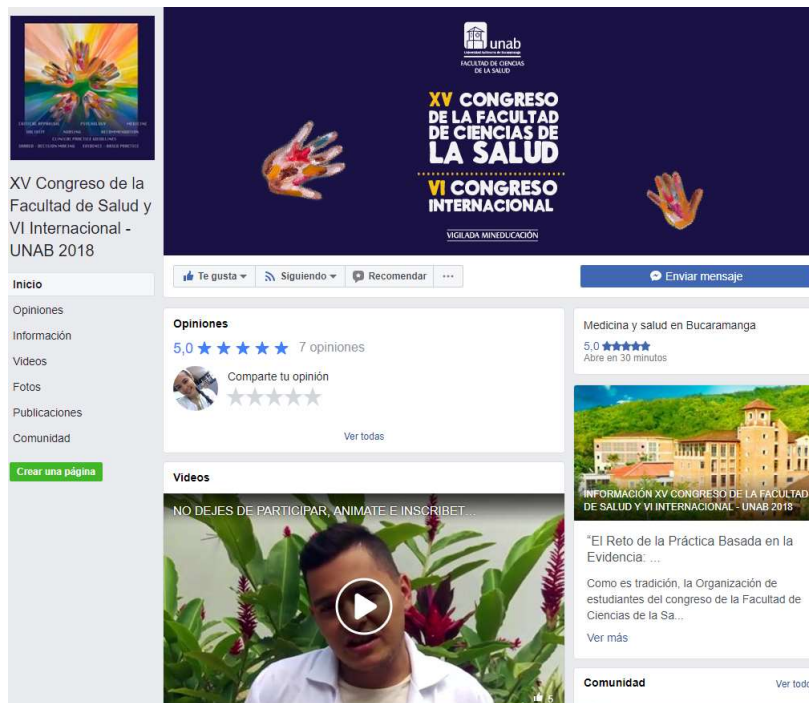 unab
Universidad Autónoma de Bucaramanga
FACULTAD DE CIENCIAS
DE LA SALUD
XV CONGRESO
DE LA FACULTAD
DE CIENCIAS DE
LA SALUD
VI CONGRESO
INTERNACIONAL
VIGILADA MINEDUCACIÓN
XV Congreso de la
Facultad de Salud y
VI Internacional -
UNAB 2018
Inicio
Opiniones
Información
Videos
Fotos
Publicaciones
Comunidad
Crear una página
Te gusta
Siguiendo
Recomendar
···
Enviar mensaje
Opiniones
5,0
7 opiniones
Comparte tu opinión
Ver todas
Videos
NO DEJES DE PARTICIPAR, ANIMATE E INSCRIBET...
5
Medicina y salud en Bucaramanga
5,0
Abre en 30 minutos
INFORMACIÓN XV CONGRESO DE LA FACULTAD
DE SALUD Y VI INTERNACIONAL - UNAB 2018
"El Reto de la Práctica Basada en la
Evidencia: ...
Como es tradición, la Organización de
estudiantes del congreso de la Facultad de
Ciencias de la Sa...
Ver más
Comunidad
Ver todo